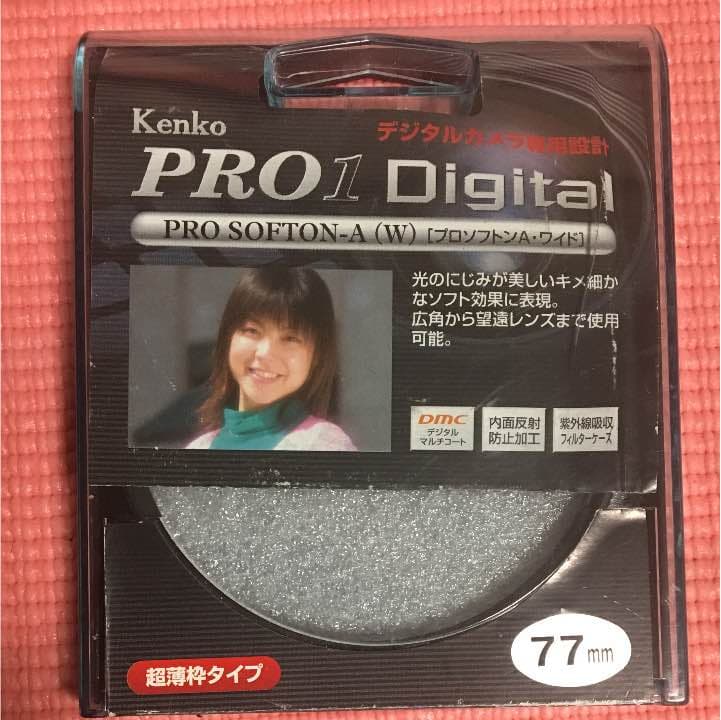 Kenko
デジタルカメラ専用設計
PRO1 Digital
PRO SOFTON-A (W) [プロソフトンA・ワイド]
光のにじみが美しいキメ細か
なソフト効果に表現。
広角から望遠レンズまで使用
可能。
DMC
デジタル
マルチコート
内面反射
防止加工
紫外線吸収
フィルターケース
77mm
超薄枠タイプ